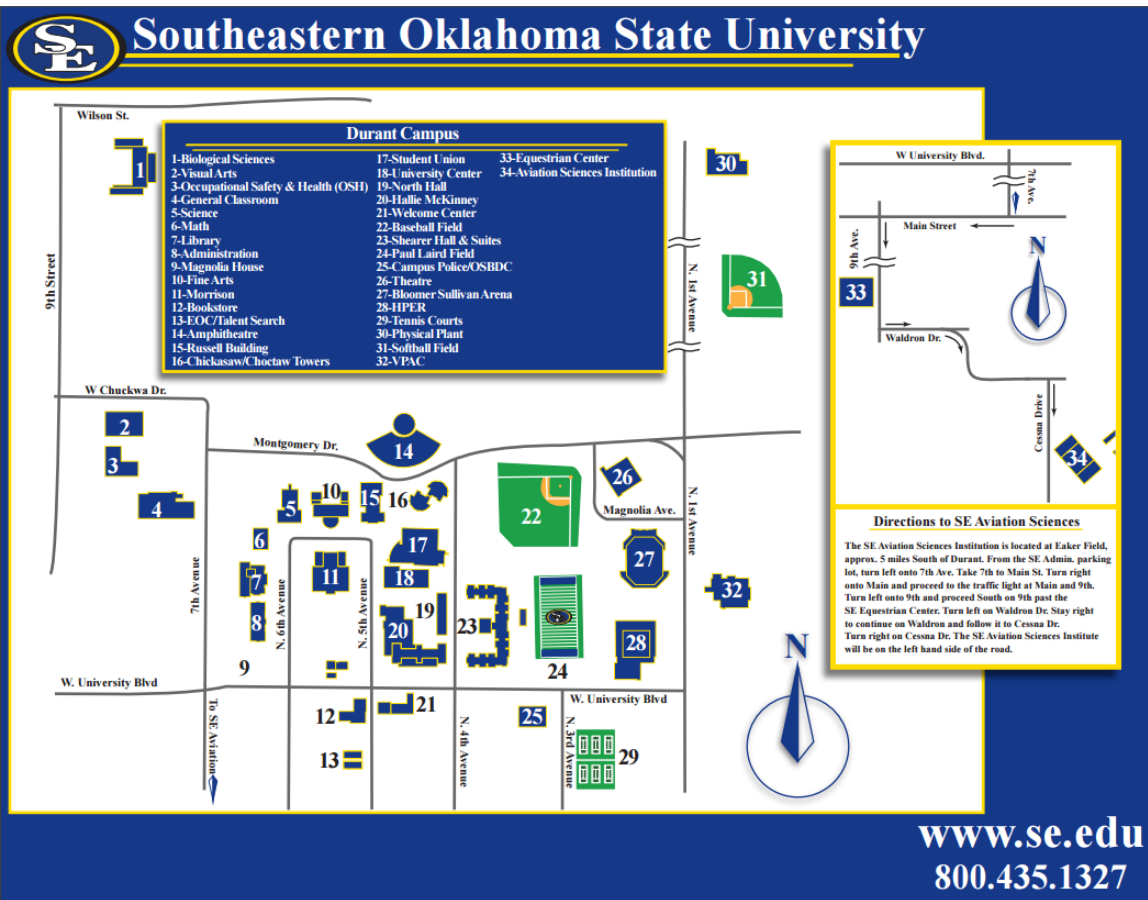 SE
Southeastern Oklahoma State University
Wilson St.
Durant Campus
1-Biological Sciences
2-Visual Arts
3-Occupational Safety & Health (OSH)
4-General Classroom
5-Science
6-Math
7-Library
8-Administration
9-Magnolia House
10-Fine Arts
11-Morrison
12-Bookstore
13-EOC/Talent Search
14-Amphitheatre
15-Russell Building
16-Chickasaw/Choctaw Towers
17-Student Union
18-University Center
19-North Hall
20-Hallie McKinney
21-Welcome Center
22-Baseball Field
23-Shearer Hall & Suites
24-Paul Laird Field
25-Campus Police/OSBDC
26-Theatre
27-Bloomer Sullivan Arena
28-HPER
29-Tennis Courts
30-Physical Plant
31-Softball Field
32-VPAC
33-Equestrian Center
34-Aviation Sciences Institution
1
30
9th Street
N. 1st Avenue
31
W Chuckwa Dr.
2
3
4
Montgomery Dr.
14
26
5
10
15
16
22
Magnolia Ave.
N. 1st Avenue
6
17
27
7
11
18
32
7th Avenue
N. 6th Avenue
N. 5th Avenue
8
19
20
23
28
9
24
W. University Blvd
W. University Blvd
To SE Aviation
12
21
25
13
N. 4th Avenue
N. 3rd Avenue
29
N
W University Blvd.
7th Ave.
Main Street
9th Ave.
N
33
Waldron Dr.
Cessna Drive
34
Directions to SE Aviation Sciences
The SE Aviation Sciences Institution is located at Eaker Field,
approx. 5 miles South of Durant. From the SE Admin. parking
lot, turn left onto 7th Ave. Take 7th to Main St. Turn right
onto Main and proceed to the traffic light at Main and 9th.
Turn left onto 9th and proceed South on 9th past the
SE Equestrian Center. Turn left on Waldron Dr. Stay right
to continue on Waldron and follow it to Cessna Dr.
Turn right on Cessna Dr. The SE Aviation Sciences Institute
will be on the left hand side of the road.
www.se.edu
800.435.1327